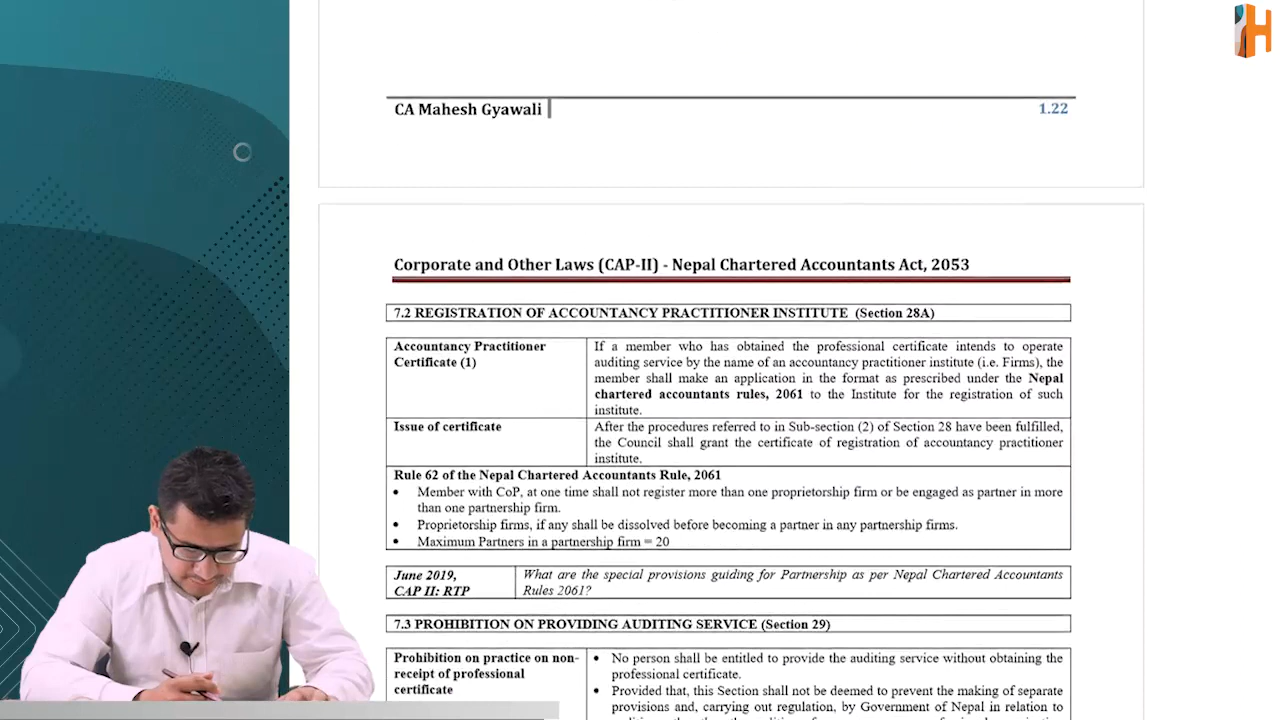 H
CA Mahesh Gyawali
1.22
Corporate and Other Laws (CAP-II) - Nepal Chartered Accountants Act, 2053
7.2 REGISTRATION OF ACCOUNTANCY PRACTITIONER INSTITUTE (Section 28A)
Accountancy Practitioner
Certificate (1)
If a member who has obtained the professional certificate intends to operate
auditing service by the name of an accountancy practitioner institute (i.e. Firms), the
member shall make an application in the format as prescribed under the Nepal
chartered accountants rules, 2061 to the Institute for the registration of such
institute.
Issue of certificate
After the procedures referred to in Sub-section (2) of Section 28 have been fulfilled,
the Council shall grant the certificate of registration of accountancy practitioner
institute.
Rule 62 of the Nepal Chartered Accountants Rule, 2061
• Member with CoP, at one time shall not register more than one proprietorship firm or be engaged as partner in more
than one partnership firm.
• Proprietorship firms, if any shall be dissolved before becoming a partner in any partnership firms.
• Maximum Partners in a partnership firm = 20
June 2019,
CAP II: RTP
What are the special provisions guiding for Partnership as per Nepal Chartered Accountants
Rules 2061?
7.3 PROHIBITION ON PROVIDING AUDITING SERVICE (Section 29)
Prohibition on practice on non-
receipt of professional
certificate
• No person shall be entitled to provide the auditing service without obtaining the
professional certificate.
• Provided that, this Section shall not be deemed to prevent the making of separate
provisions and, carrying out regulation, by Government of Nepal in relation to